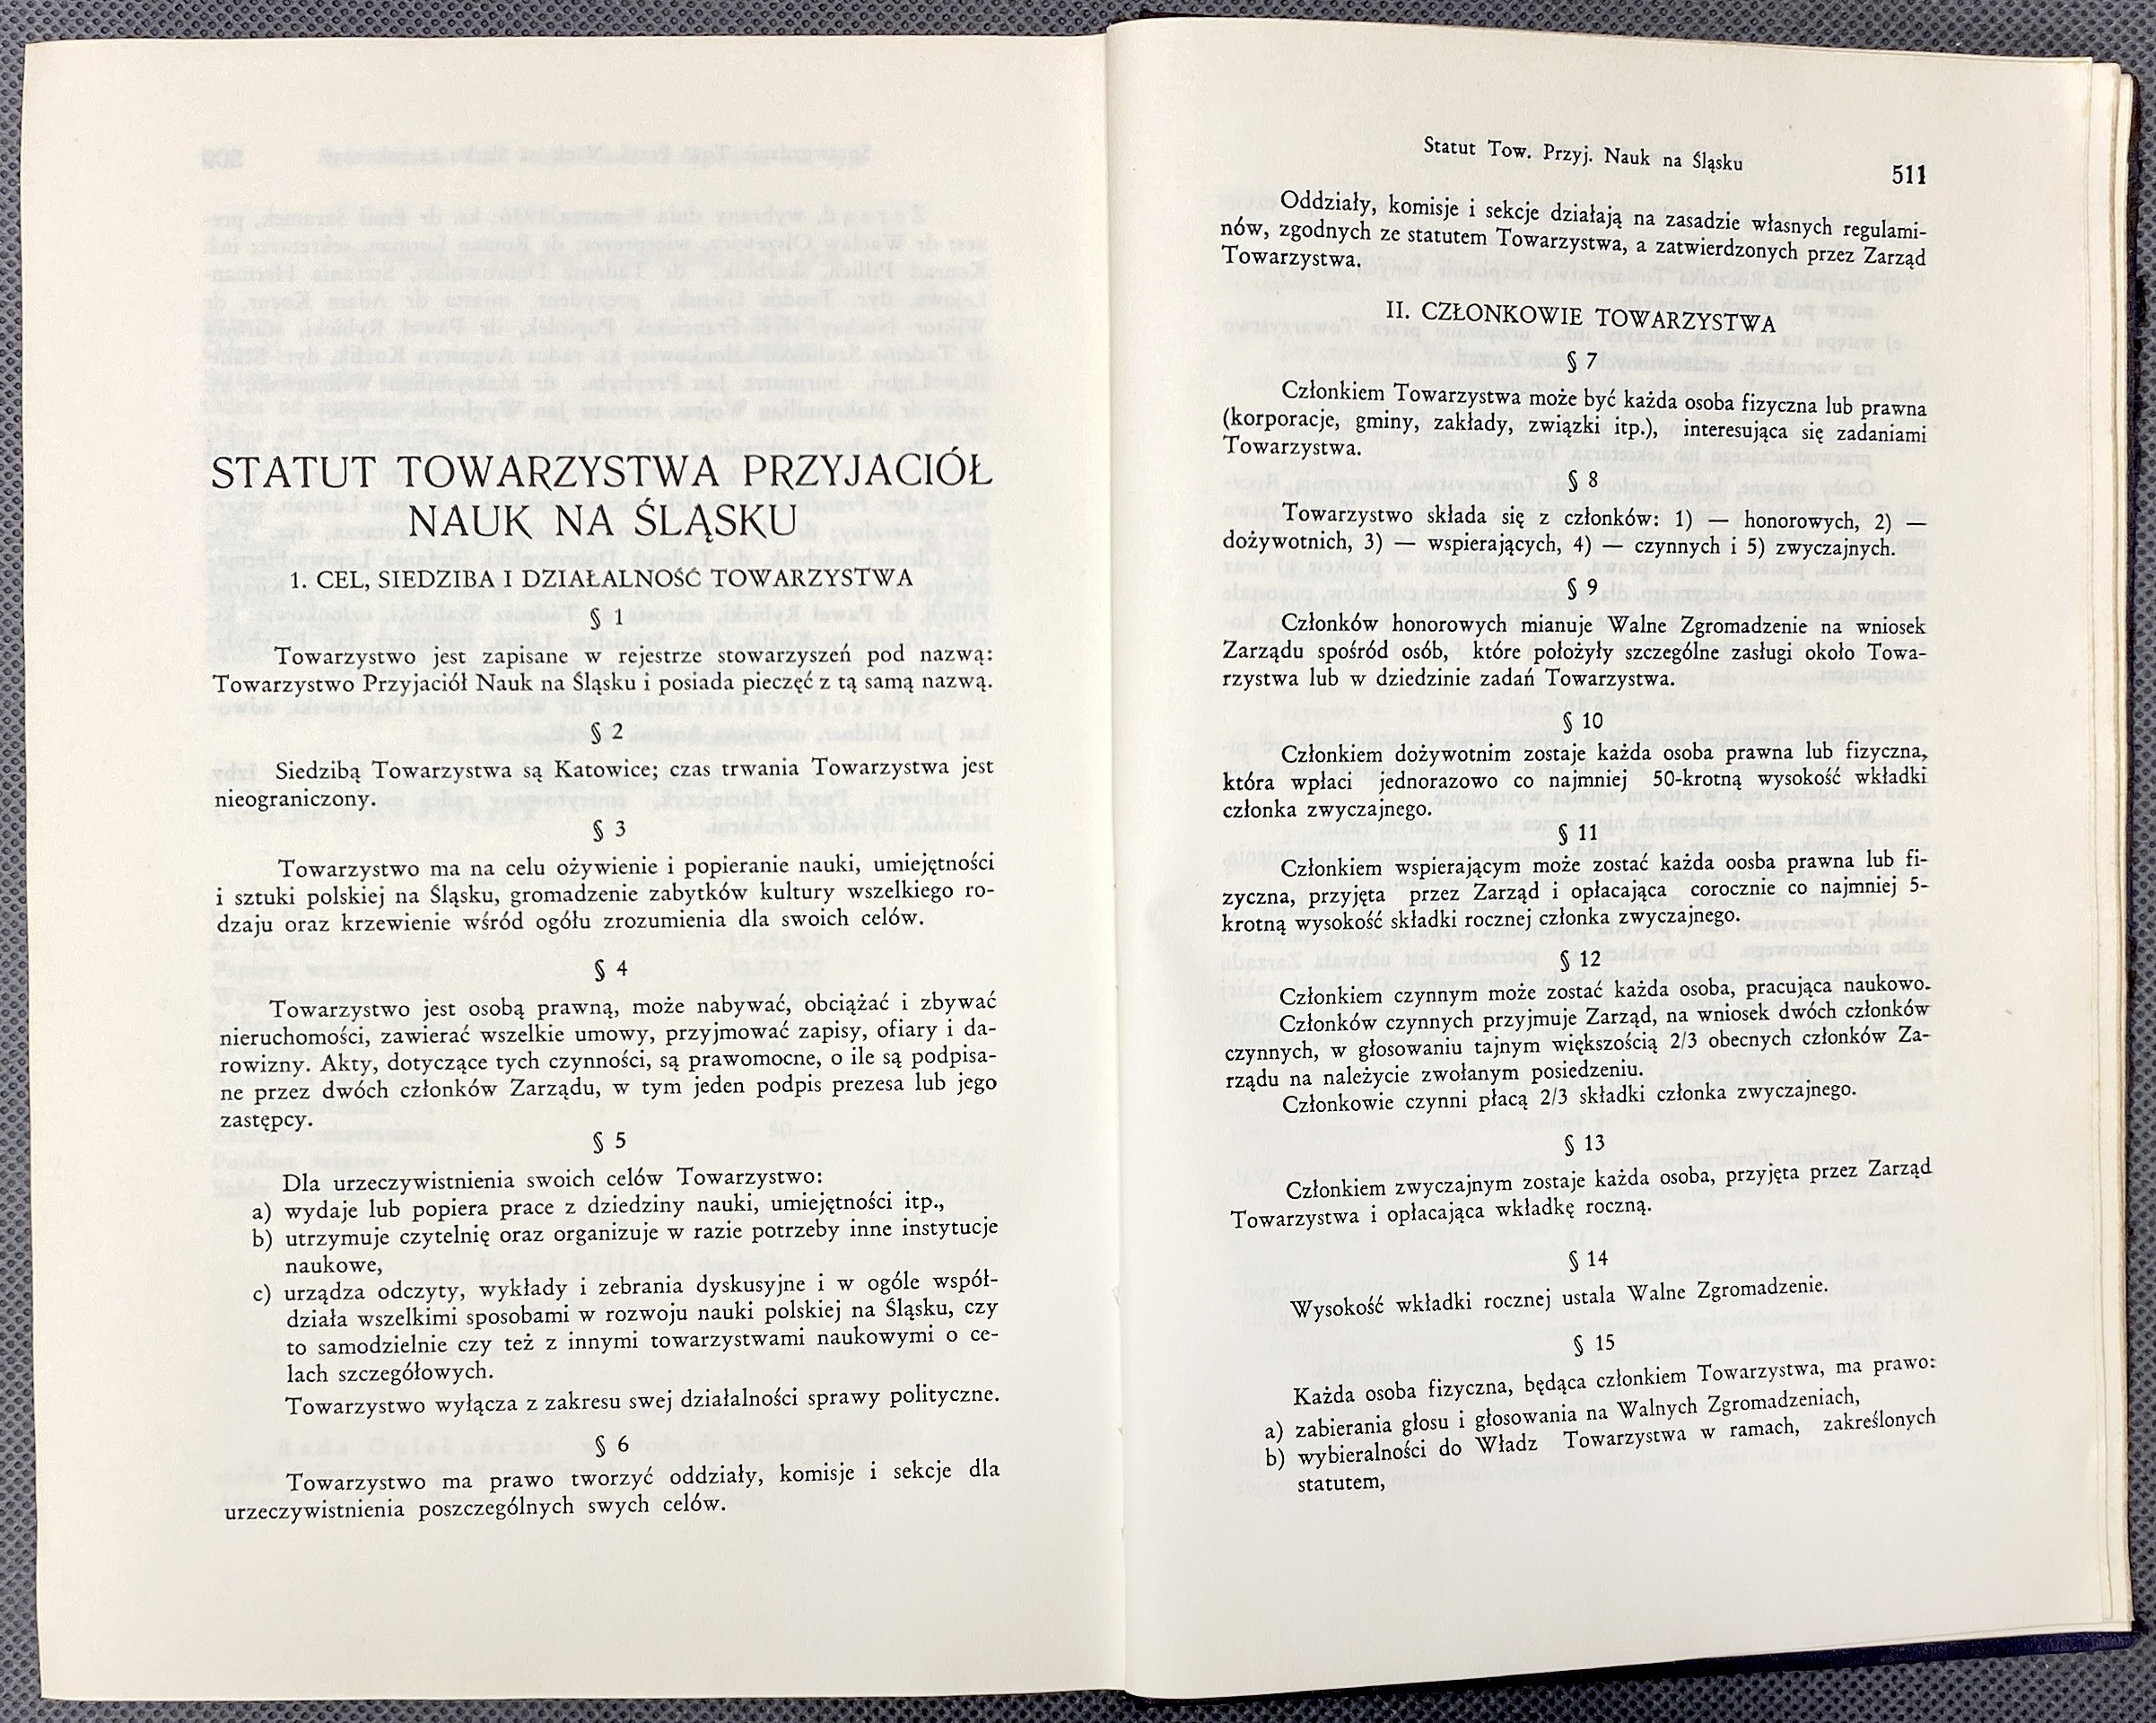 STATUT TOWARZYSTWA PRZYJACIÓŁ
NAUK NA ŚLĄSKU
1. CEL, SIEDZIBA I DZIAŁALNOŚĆ TOWARZYSTWA
§ 1
Towarzystwo jest zapisane w rejestrze stowarzyszeń pod nazwą:
Towarzystwo Przyjaciół Nauk na Śląsku i posiada pieczęć z tą samą nazwą.
§ 2
Siedzibą Towarzystwa są Katowice; czas trwania Towarzystwa jest
nieograniczony.
§ 3
Towarzystwo ma na celu ożywienie i popieranie nauki, umiejętności
i sztuki polskiej na Śląsku, gromadzenie zabytków kultury wszelkiego ro-
dzaju oraz krzewienie wśród ogółu zrozumienia dla swoich celów.
§ 4
Towarzystwo jest osobą prawną, może nabywać, obciążać i zbywać
nieruchomości, zawierać wszelkie umowy, przyjmować zapisy, ofiary i da-
rowizny. Akty, dotyczące tych czynności, są prawomocne, o ile są podpisa-
ne przez dwóch członków Zarządu, w tym jeden podpis prezesa lub jego
zastępcy.
§ 5
Dla urzeczywistnienia swoich celów Towarzystwo:
a) wydaje lub popiera prace z dziedziny nauki, umiejętności itp.,
b) utrzymuje czytelnię oraz organizuje w razie potrzeby inne instytucje
naukowe,
c) urządza odczyty, wykłady i zebrania dyskusyjne i w ogóle współ-
działa wszelkimi sposobami w rozwoju nauki polskiej na Śląsku, czy
to samodzielnie czy też z innymi towarzystwami naukowymi o ce-
lach szczegółowych.
Towarzystwo wyłącza z zakresu swej działalności sprawy polityczne.
§ 6
Towarzystwo ma prawo tworzyć oddziały, komisje i sekcje dla
urzeczywistnienia poszczególnych swych celów.
Statut Tow. Przyj. Nauk na Śląsku 511
Oddziały, komisje i sekcje działają na zasadzie własnych regulami-
nów, zgodnych ze statutem Towarzystwa, a zatwierdzonych przez Zarząd
Towarzystwa.
II. CZŁONKOWIE TOWARZYSTWA
§ 7
Członkiem Towarzystwa może być każda osoba fizyczna lub prawna
(korporacje, gminy, zakłady, związki itp.), interesująca się zadaniami
Towarzystwa.
§ 8
Towarzystwo składa się z członków: 1) — honorowych, 2) —
dożywotnich, 3) — wspierających, 4) — czynnych i 5) zwyczajnych.
§ 9
Członków honorowych mianuje Walne Zgromadzenie na wniosek
Zarządu spośród osób, które położyły szczególne zasługi około Towa-
rzystwa lub w dziedzinie zadań Towarzystwa.
§ 10
Członkiem dożywotnim zostaje każda osoba prawna lub fizyczna,
która wpłaci jednorazowo co najmniej 50-krotną wysokość wkładki
członka zwyczajnego.
§ 11
Członkiem wspierającym może zostać każda oosba prawna lub fi-
zyczna, przyjęta przez Zarząd i opłacająca corocznie co najmniej 5-
krotną wysokość składki rocznej członka zwyczajnego.
§ 12
Członkiem czynnym może zostać każda osoba, pracująca naukowo.
Członków czynnych przyjmuje Zarząd, na wniosek dwóch członków
czynnych, w głosowaniu tajnym większością 2/3 obecnych członków Za-
rządu na należycie zwołanym posiedzeniu.
Członkowie czynni płacą 2/3 składki członka zwyczajnego.
§ 13
Członkiem zwyczajnym zostaje każda osoba, przyjęta przez Zarząd
Towarzystwa i opłacająca wkładkę roczną.
§ 14
Wysokość wkładki rocznej ustala Walne Zgromadzenie.
§ 15
Każda osoba fizyczna, będąca członkiem Towarzystwa, ma prawo:
a) zabierania głosu i głosowania na Walnych Zgromadzeniach,
b) wybieralności do Władz Towarzystwa w ramach, zakreślonych
statutem,